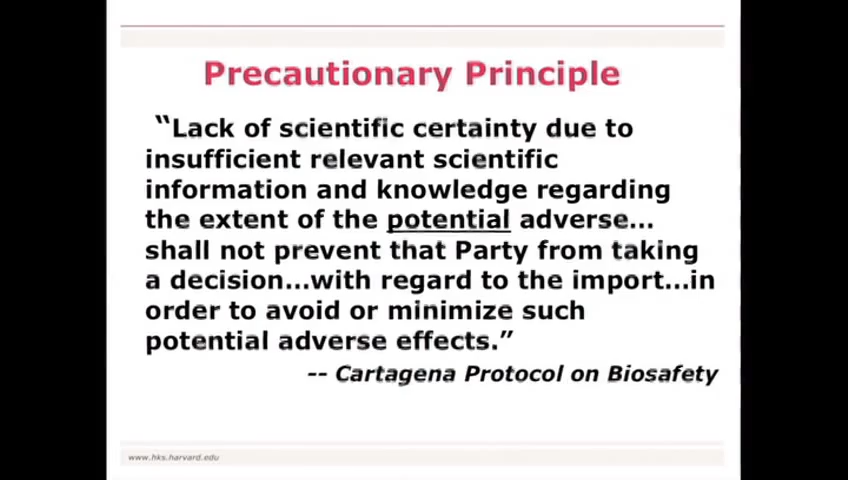 Precautionary Principle
“Lack of scientific certainty due to
insufficient relevant scientific
information and knowledge regarding
the extent of the potential adverse...
shall not prevent that Party from taking
a decision...with regard to the import...in
order to avoid or minimize such
potential adverse effects.”
-- Cartagena Protocol on Biosafety
www.hks.harvard.edu